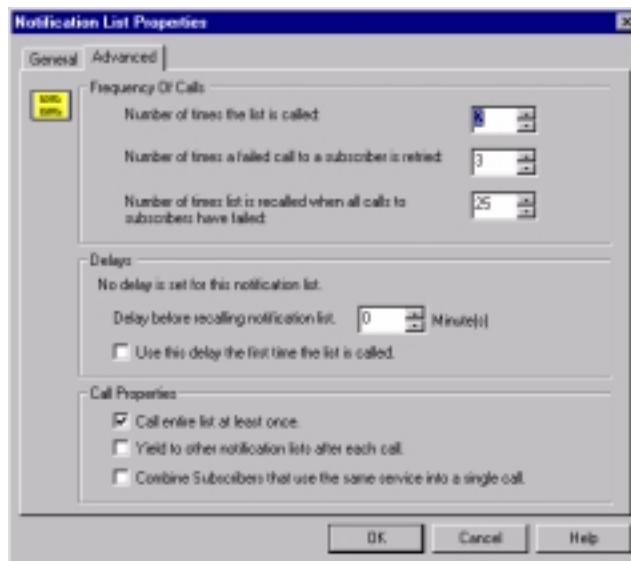 Notification List Properties
General
Advanced
Frequency Of Calls
Number of times the list is called:
Number of times a failed call to a subscriber is retried:
3
Number of times list is recalled when all calls to
25
subscribers have failed:
Delays
No delay is set for this notification list.
Delay before recalling notification list. 0 Minute(s)
Use this delay the first time the list is called.
Call Properties
Call entire list at least once.
Yield to other notification lists after each call.
Combine Subscribers that use the same service into a single call.
OK
Cancel
Help